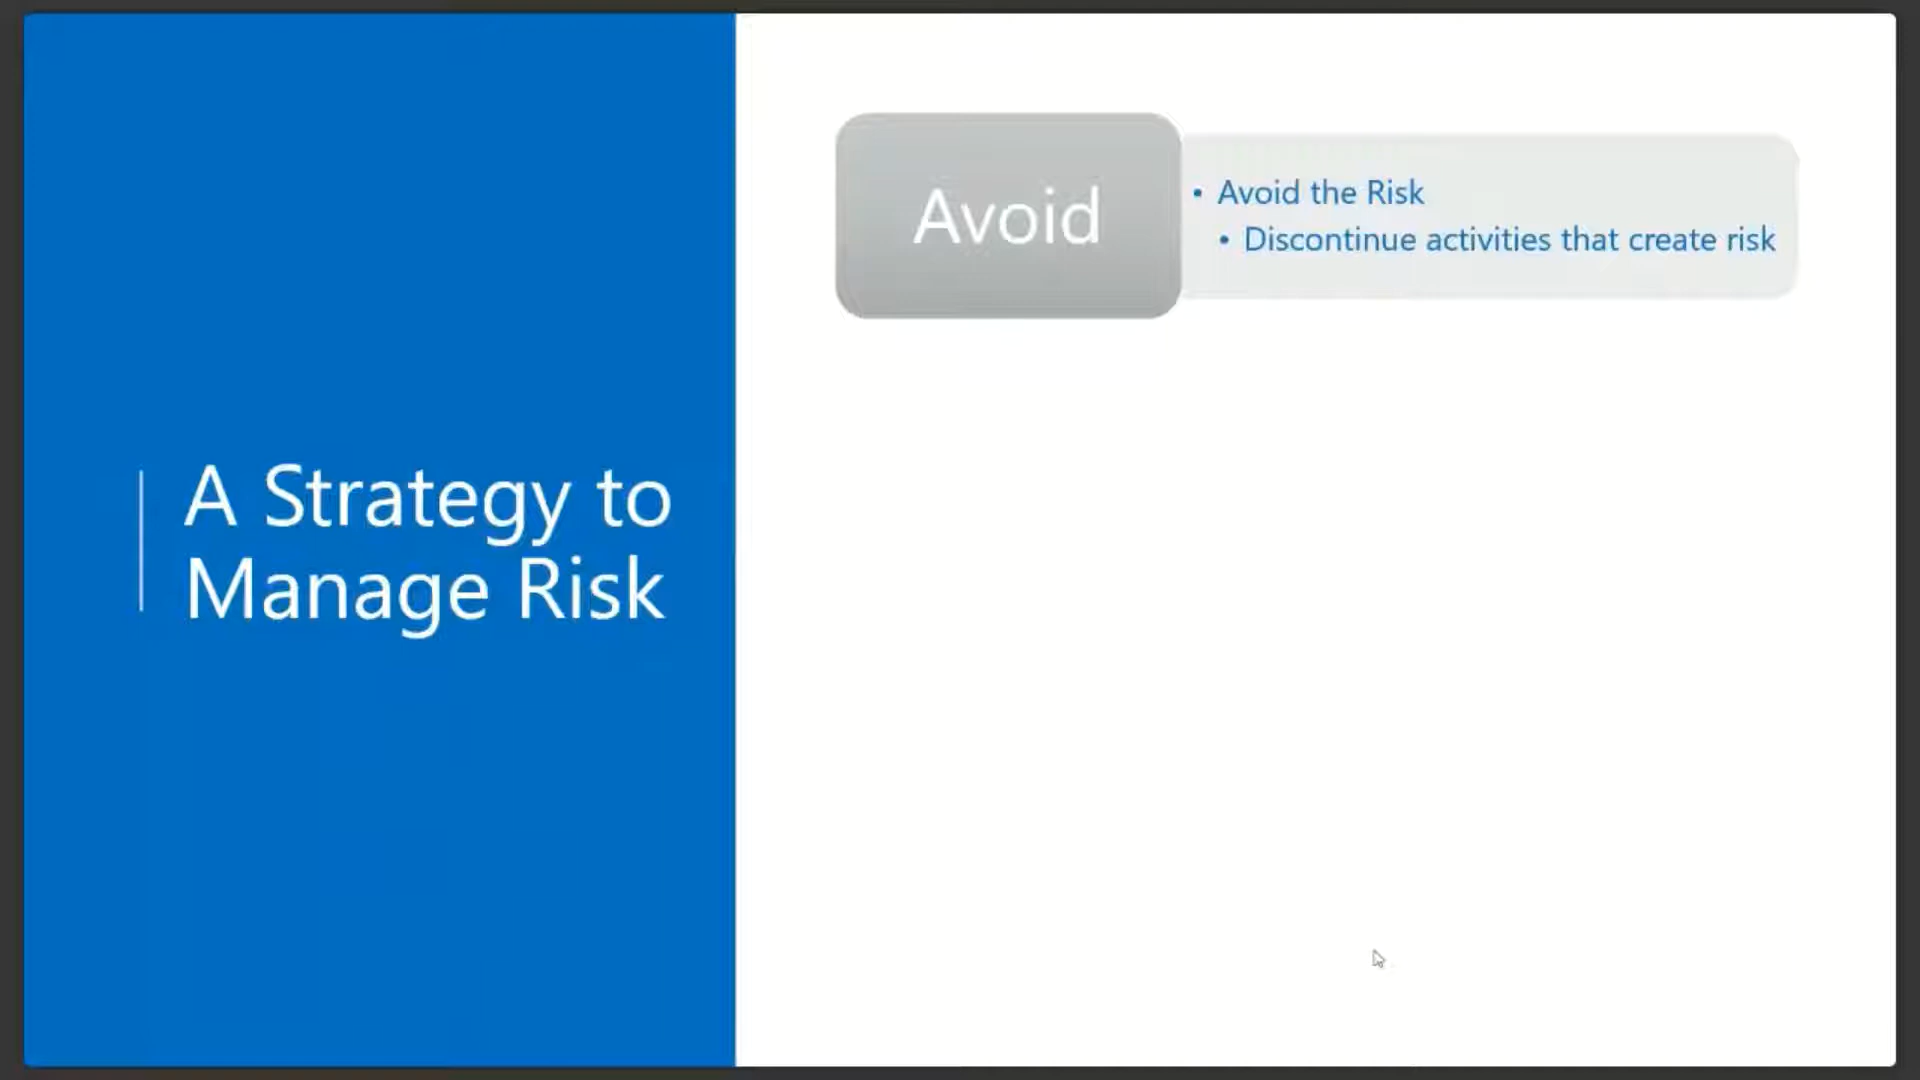 A Strategy to
Manage Risk
Avoid
• Avoid the Risk
• Discontinue activities that create risk